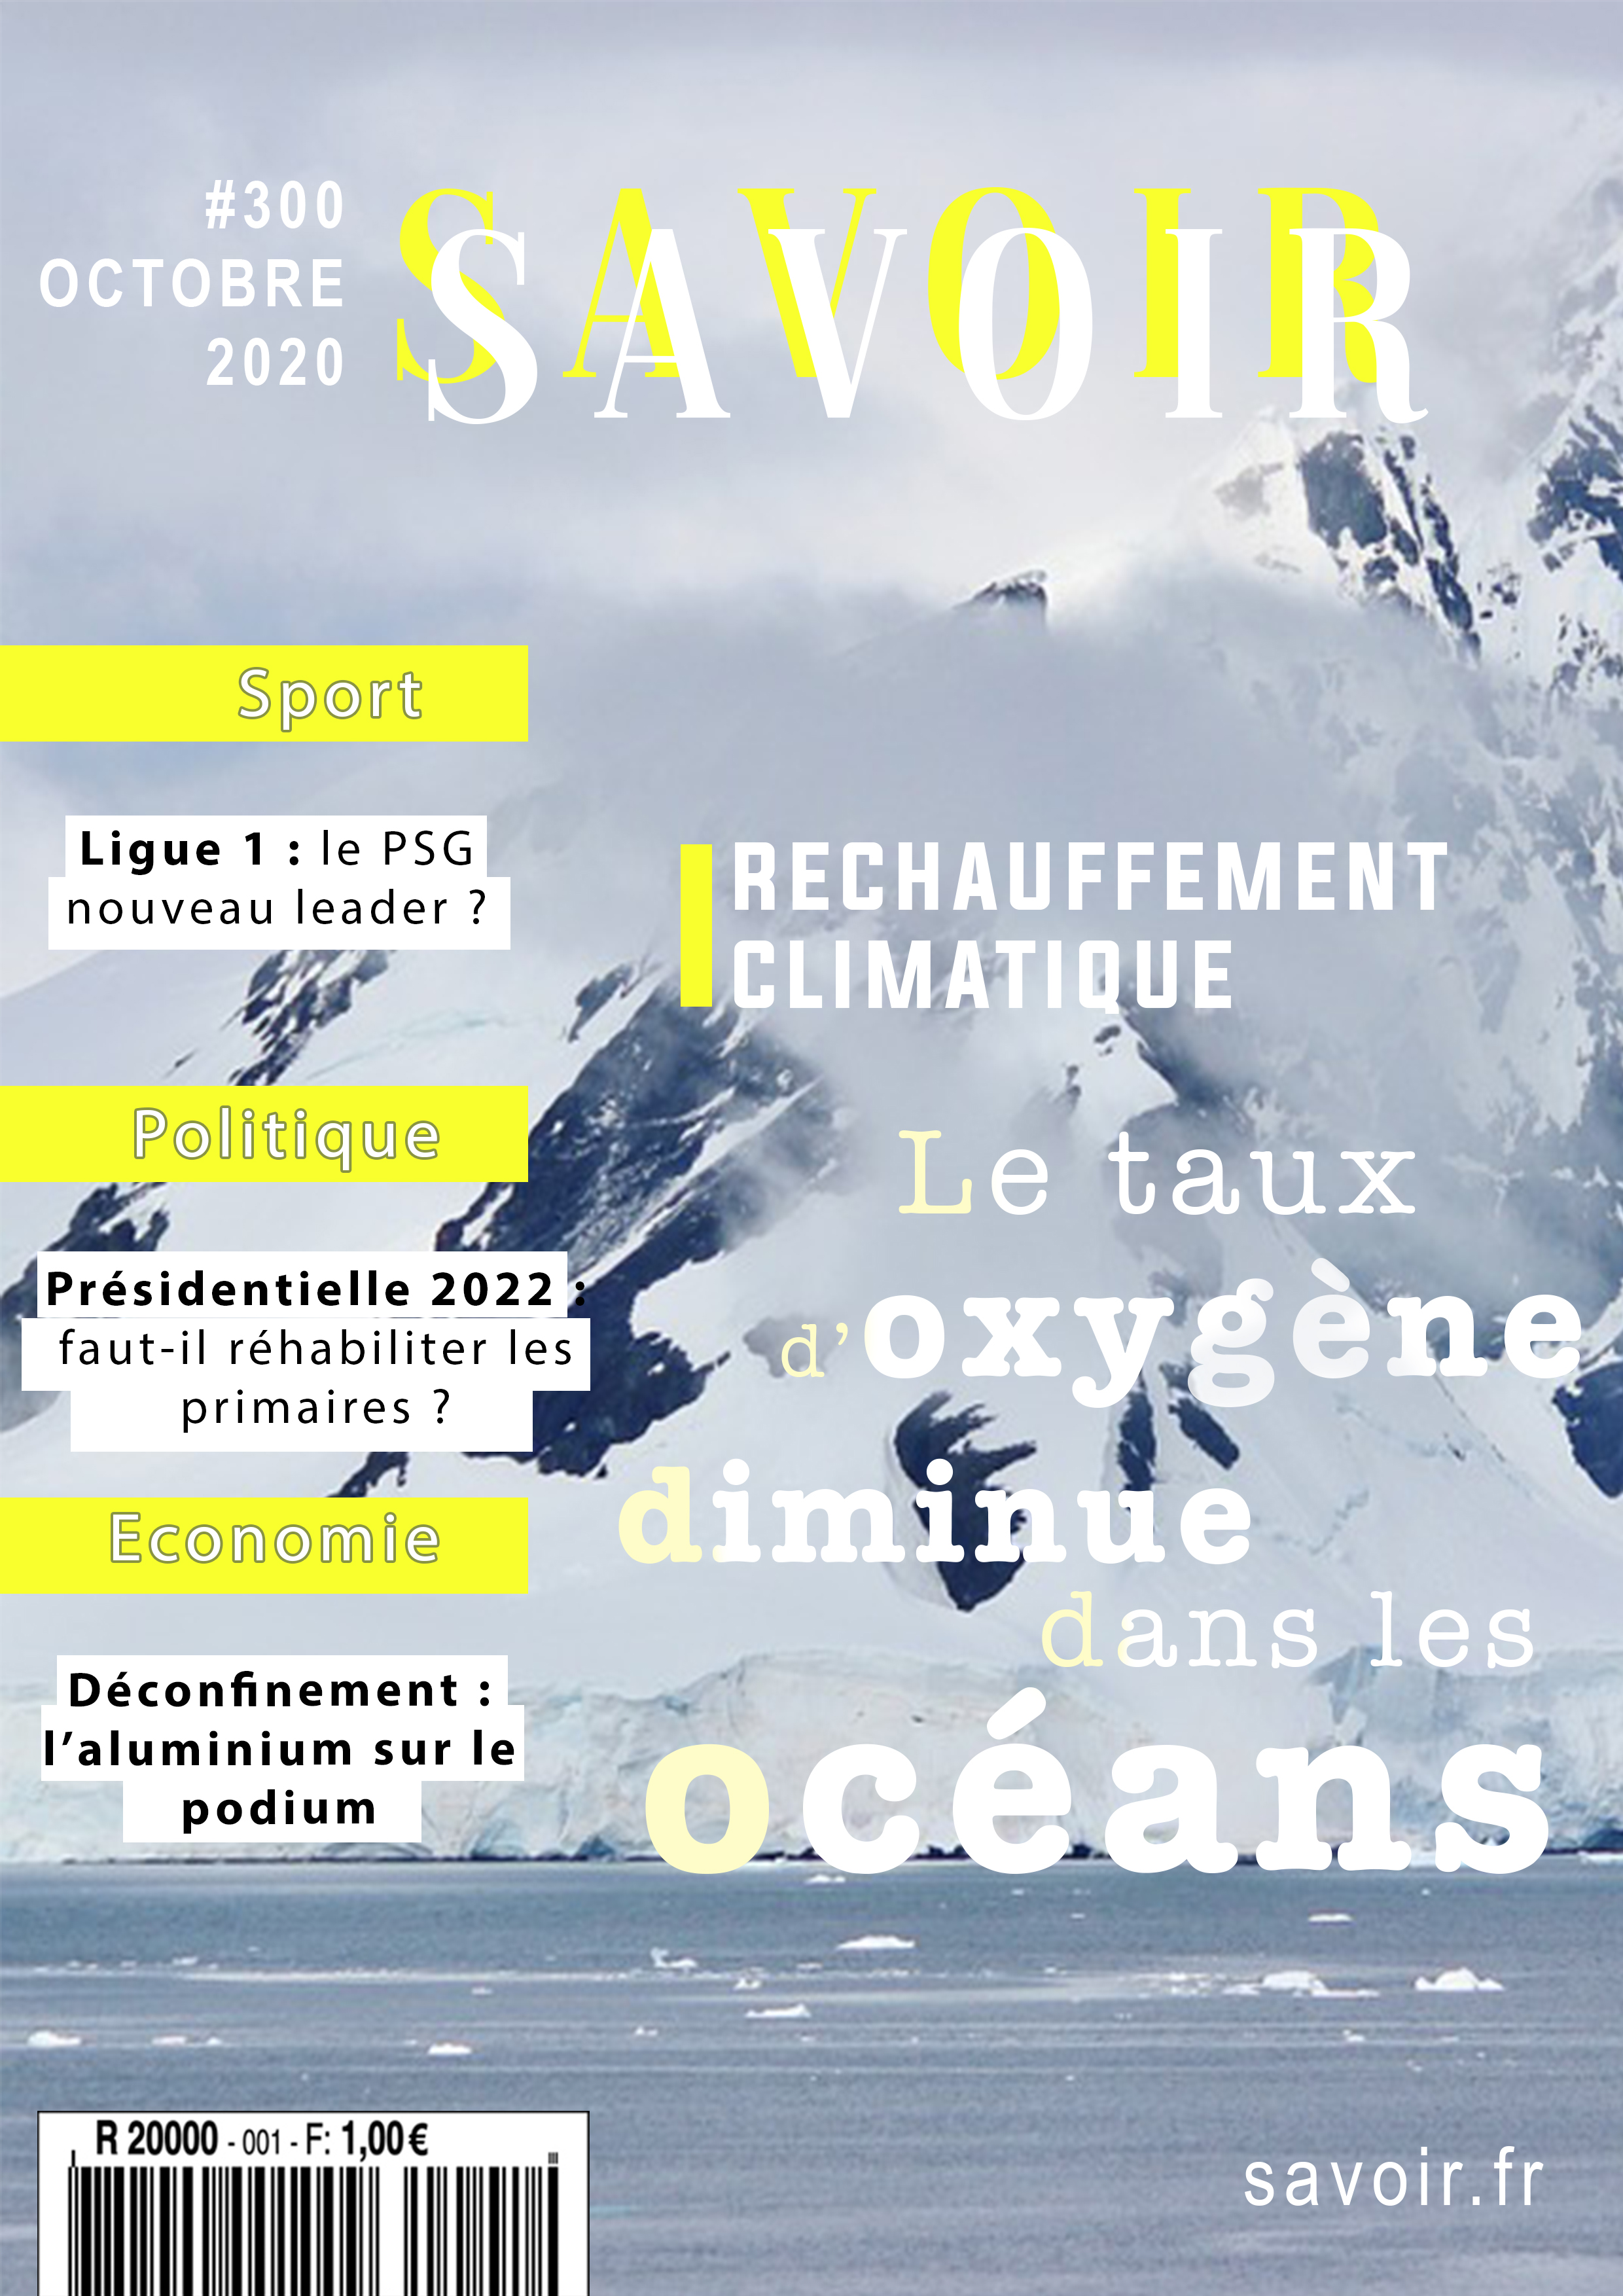 #300
OCTOBRE
2020
SAVOIR
Sport
Ligue 1 : le PSG
nouveau leader ?
Politique
Présidentielle 2022 :
faut-il réhabiliter les
primaires ?
Economie
Déconfinement :
l’aluminium sur le
podium
RECHAUFFEMENT
CLIMATIQUE
Le taux
d’oxygène
diminue
dans les
océans
R 20000 - 001 - F: 1,00 €
savoir.fr